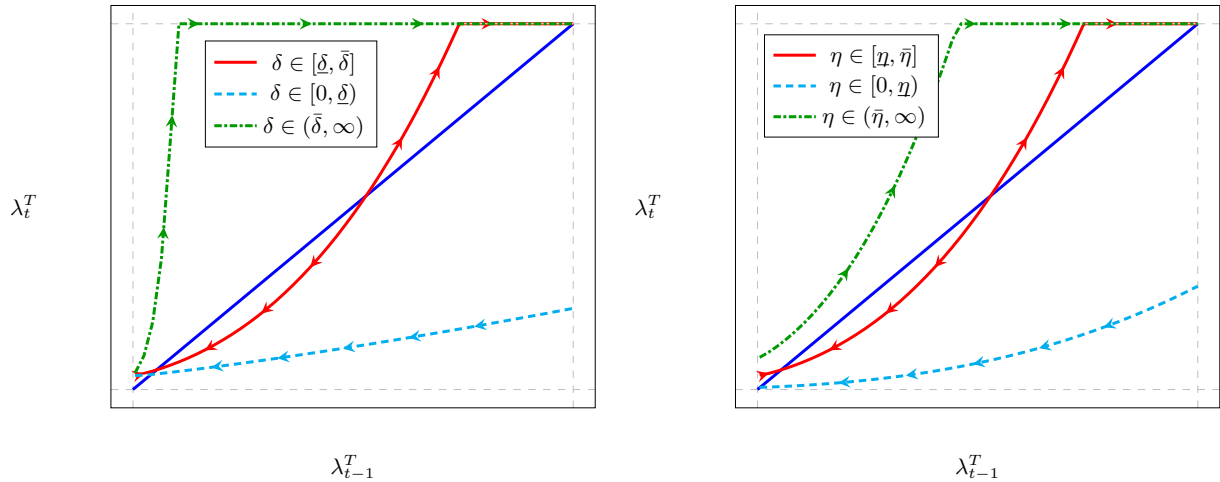 δ ∈ [δ̲, δ̄]
δ ∈ [0, δ̲)
δ ∈ (δ̄, ∞)
λ_t^T
λ_{t−1}^T
η ∈ [η̲, η̄]
η ∈ [0, η̲)
η ∈ (η̄, ∞)
λ_t^T
λ_{t−1}^T